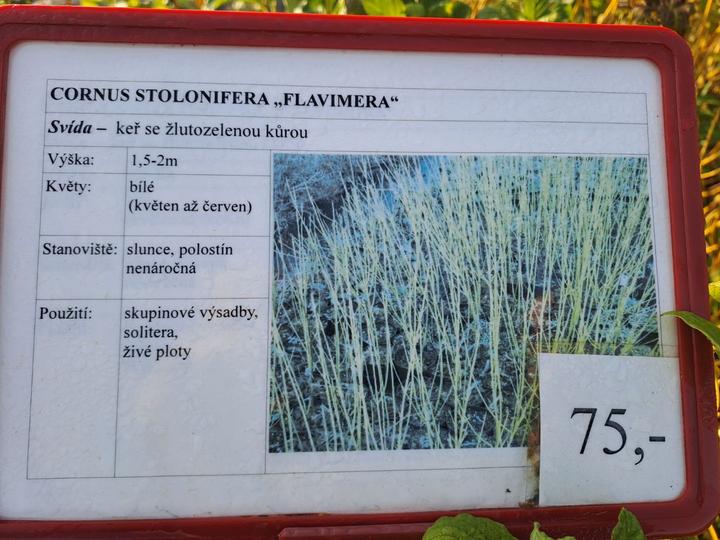 CORNUS STOLONIFERA „FLAVIMERA“
Svída – keř se žlutozelenou kůrou
Výška: 1,5-2m
Květy: bílé
(květen až červen)
Stanoviště: slunce, polostín
nenáročná
Použití: skupinové výsadby,
solitera,
živé ploty
75,-